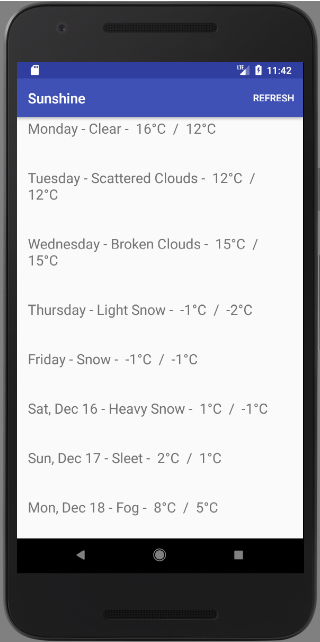 LTE 11:42
Sunshine REFRESH
Monday - Clear - 16°C / 12°C
Tuesday - Scattered Clouds - 12°C /
12°C
Wednesday - Broken Clouds - 15°C /
15°C
Thursday - Light Snow - -1°C / -2°C
Friday - Snow - -1°C / -1°C
Sat, Dec 16 - Heavy Snow - 1°C / -1°C
Sun, Dec 17 - Sleet - 2°C / 1°C
Mon, Dec 18 - Fog - 8°C / 5°C